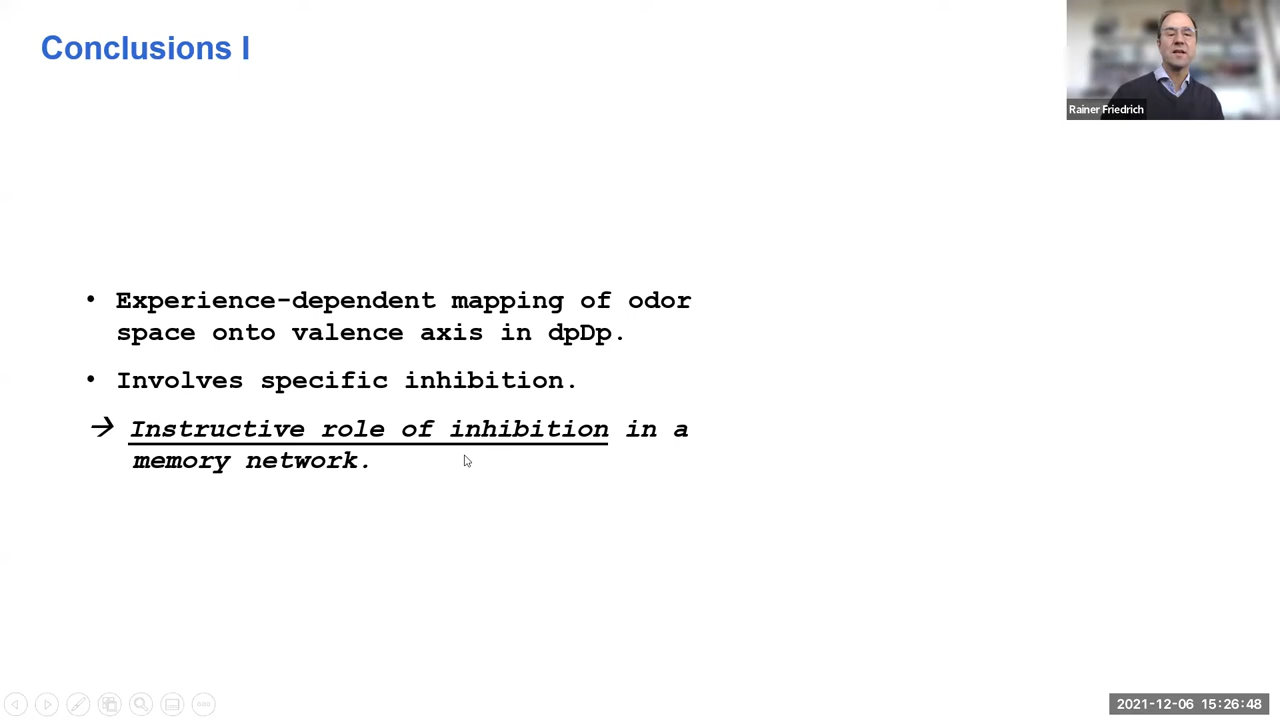 Conclusions I
Rainer Friedrich
• Experience-dependent mapping of odor
space onto valence axis in dpDp.
• Involves specific inhibition.
→ Instructive role of inhibition in a
memory network.
2021-12-06 15:26:48